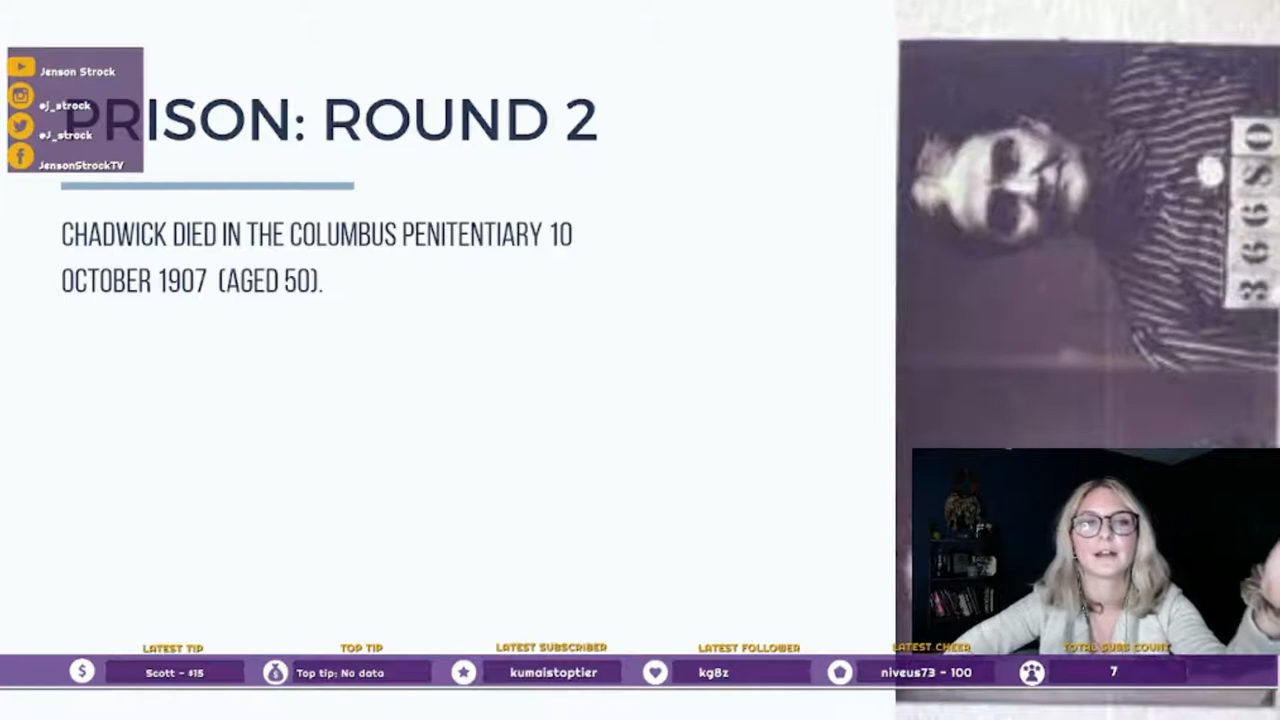 Jenson Strock
@j_strock
@J_strock
JensonStrockTV
PRISON: ROUND 2
CHADWICK DIED IN THE COLUMBUS PENITENTIARY 10
OCTOBER 1907 (AGED 50).
36680
LATEST TIP
Scott - $15
TOP TIP
Top tip: No data
LATEST SUBSCRIBER
kumaistoptier
LATEST FOLLOWER
kg8z
LATEST CHEER
niveus73 - 100
TOTAL SUBS COUNT
7